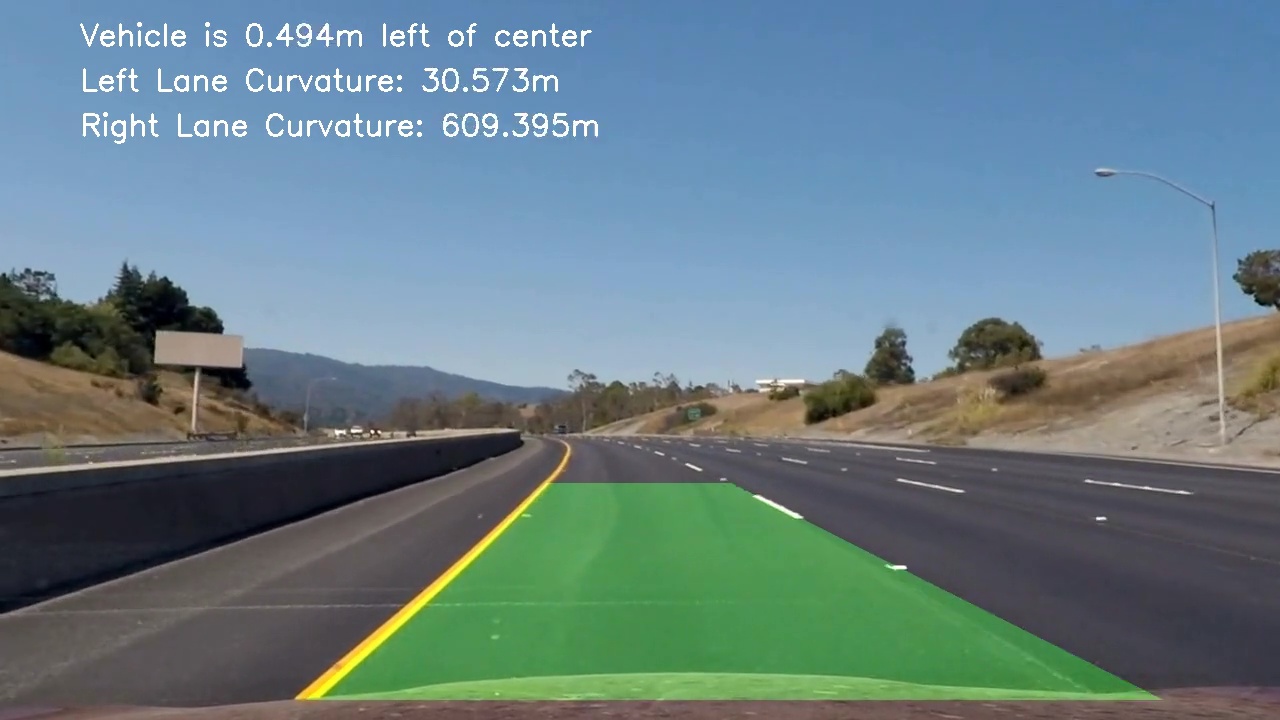 Vehicle is 0.494m left of center
Left Lane Curvature: 30.573m
Right Lane Curvature: 609.395m